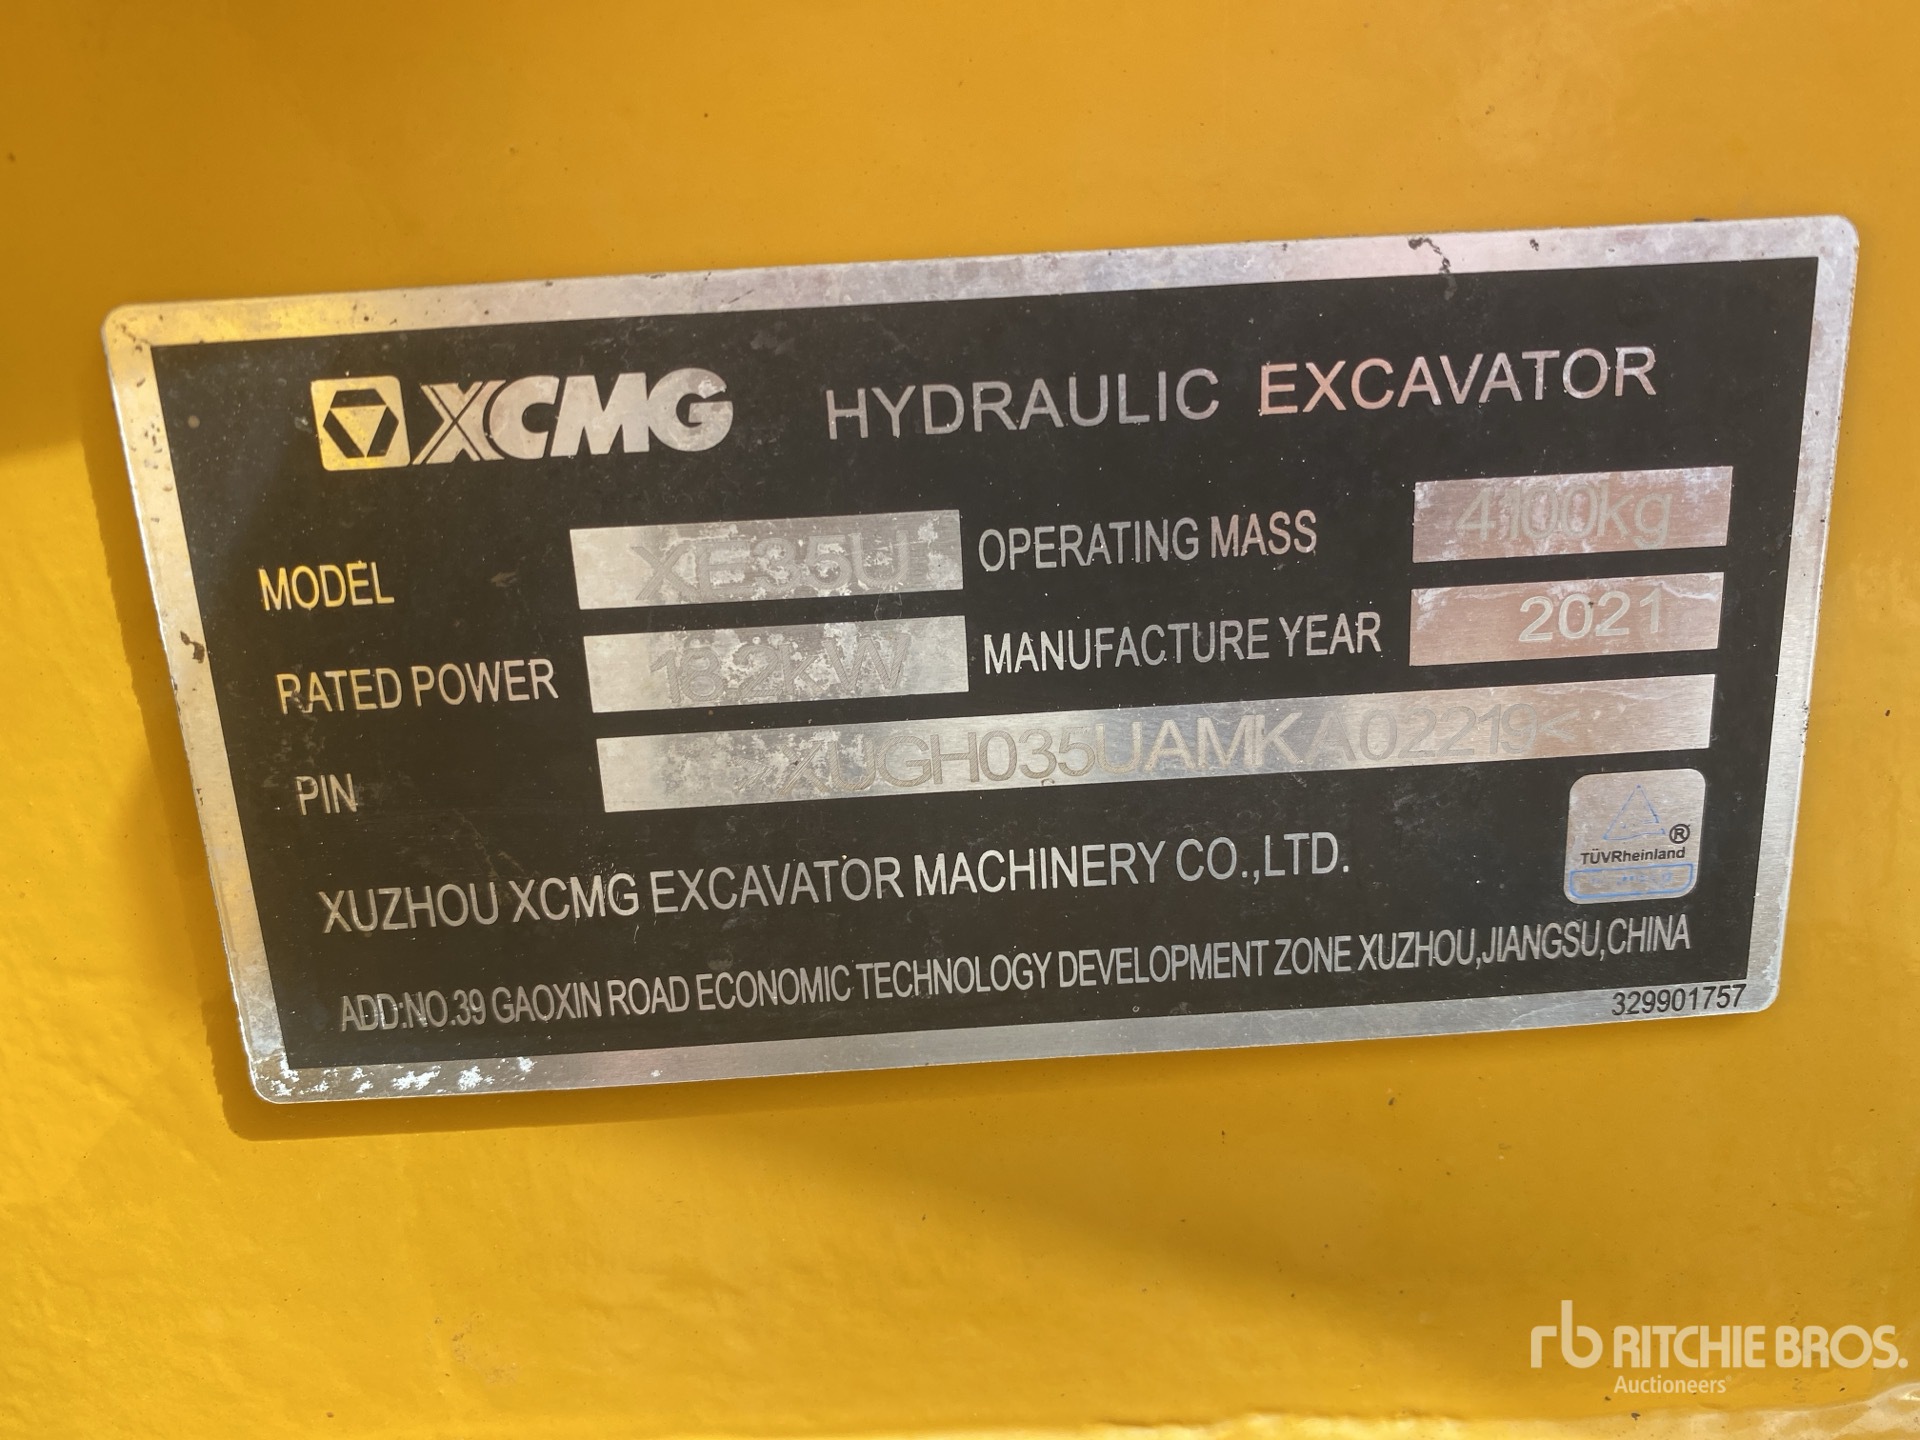 XCMG HYDRAULIC EXCAVATOR
MODEL XE35U OPERATING MASS 4100kg
RATED POWER 18.2kW MANUFACTURE YEAR 2021
PIN XUGH035UAMKA02219<
XUZHOU XCMG EXCAVATOR MACHINERY CO.,LTD.
®
TÜVRheinland
ADD:NO.39 GAOXIN ROAD ECONOMIC TECHNOLOGY DEVELOPMENT ZONE XUZHOU,JIANGSU,CHINA
329901757
rb RITCHIE BROS.
Auctioneers